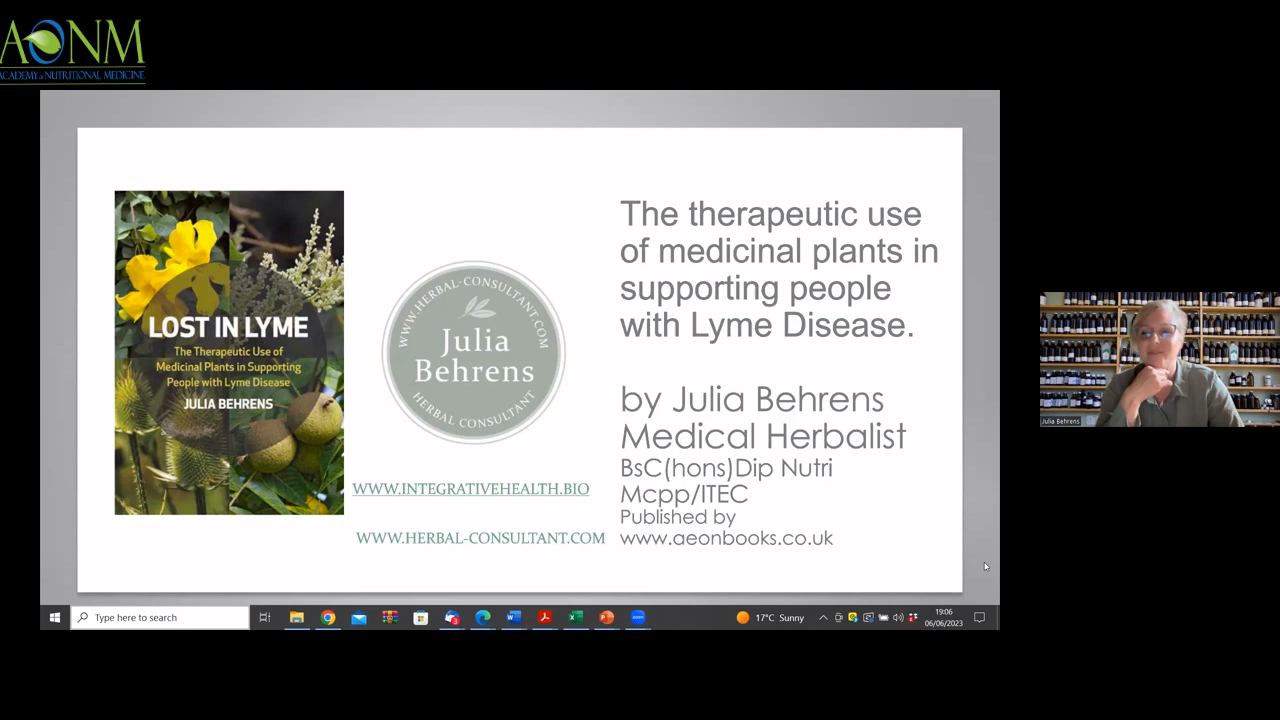 AONM
ACADEMY of NUTRITIONAL MEDICINE
LOST IN LYME
The Therapeutic Use of
Medicinal Plants in Supporting
People with Lyme Disease
JULIA BEHRENS
WWW.HERBAL-CONSULTANT.COM
Julia
Behrens
HERBAL CONSULTANT
WWW.INTEGRATIVEHEALTH.BIO
WWW.HERBAL-CONSULTANT.COM
The therapeutic use
of medicinal plants in
supporting people
with Lyme Disease.
by Julia Behrens
Medical Herbalist
BsC(hons)Dip Nutri
Mcpp/ITEC
Published by
www.aeonbooks.co.uk
Julia Behrens
Type here to search
17°C Sunny
19:06
06/06/2023